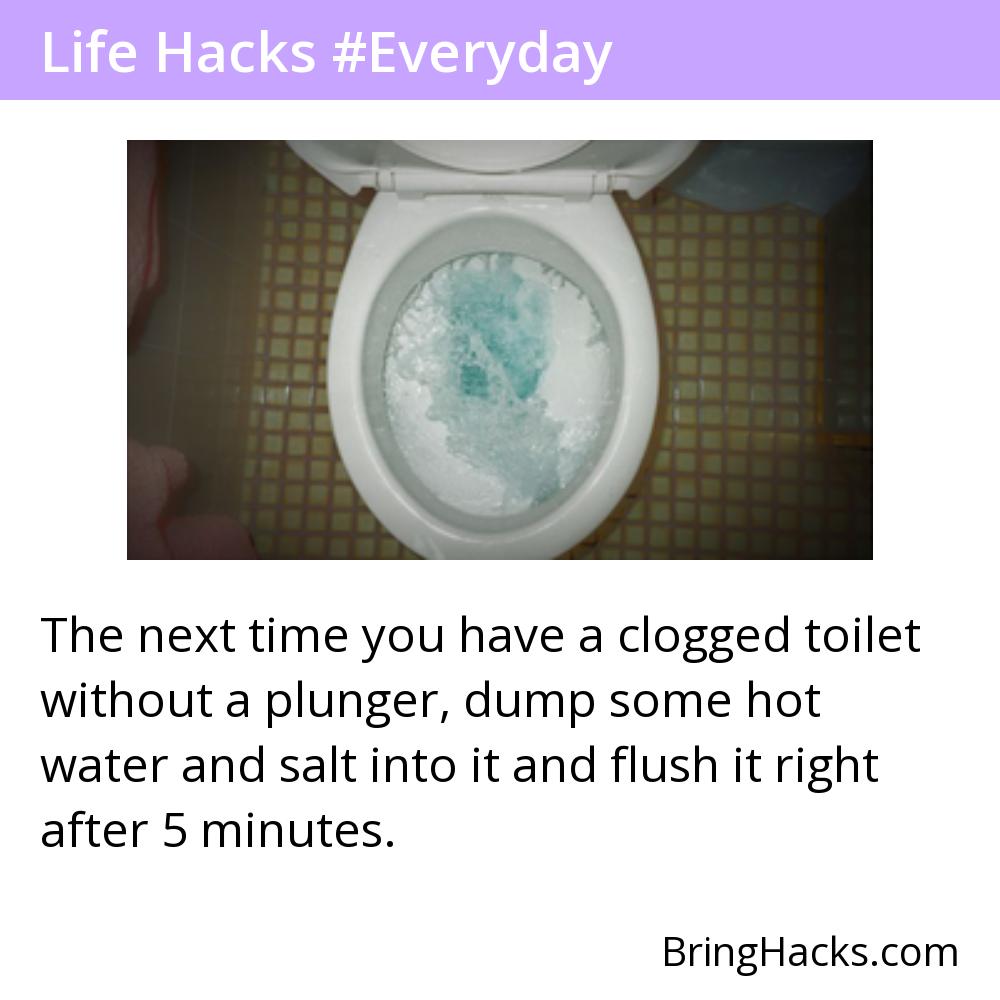 Life Hacks #Everyday
The next time you have a clogged toilet
without a plunger, dump some hot
water and salt into it and flush it right
after 5 minutes.
BringHacks.com